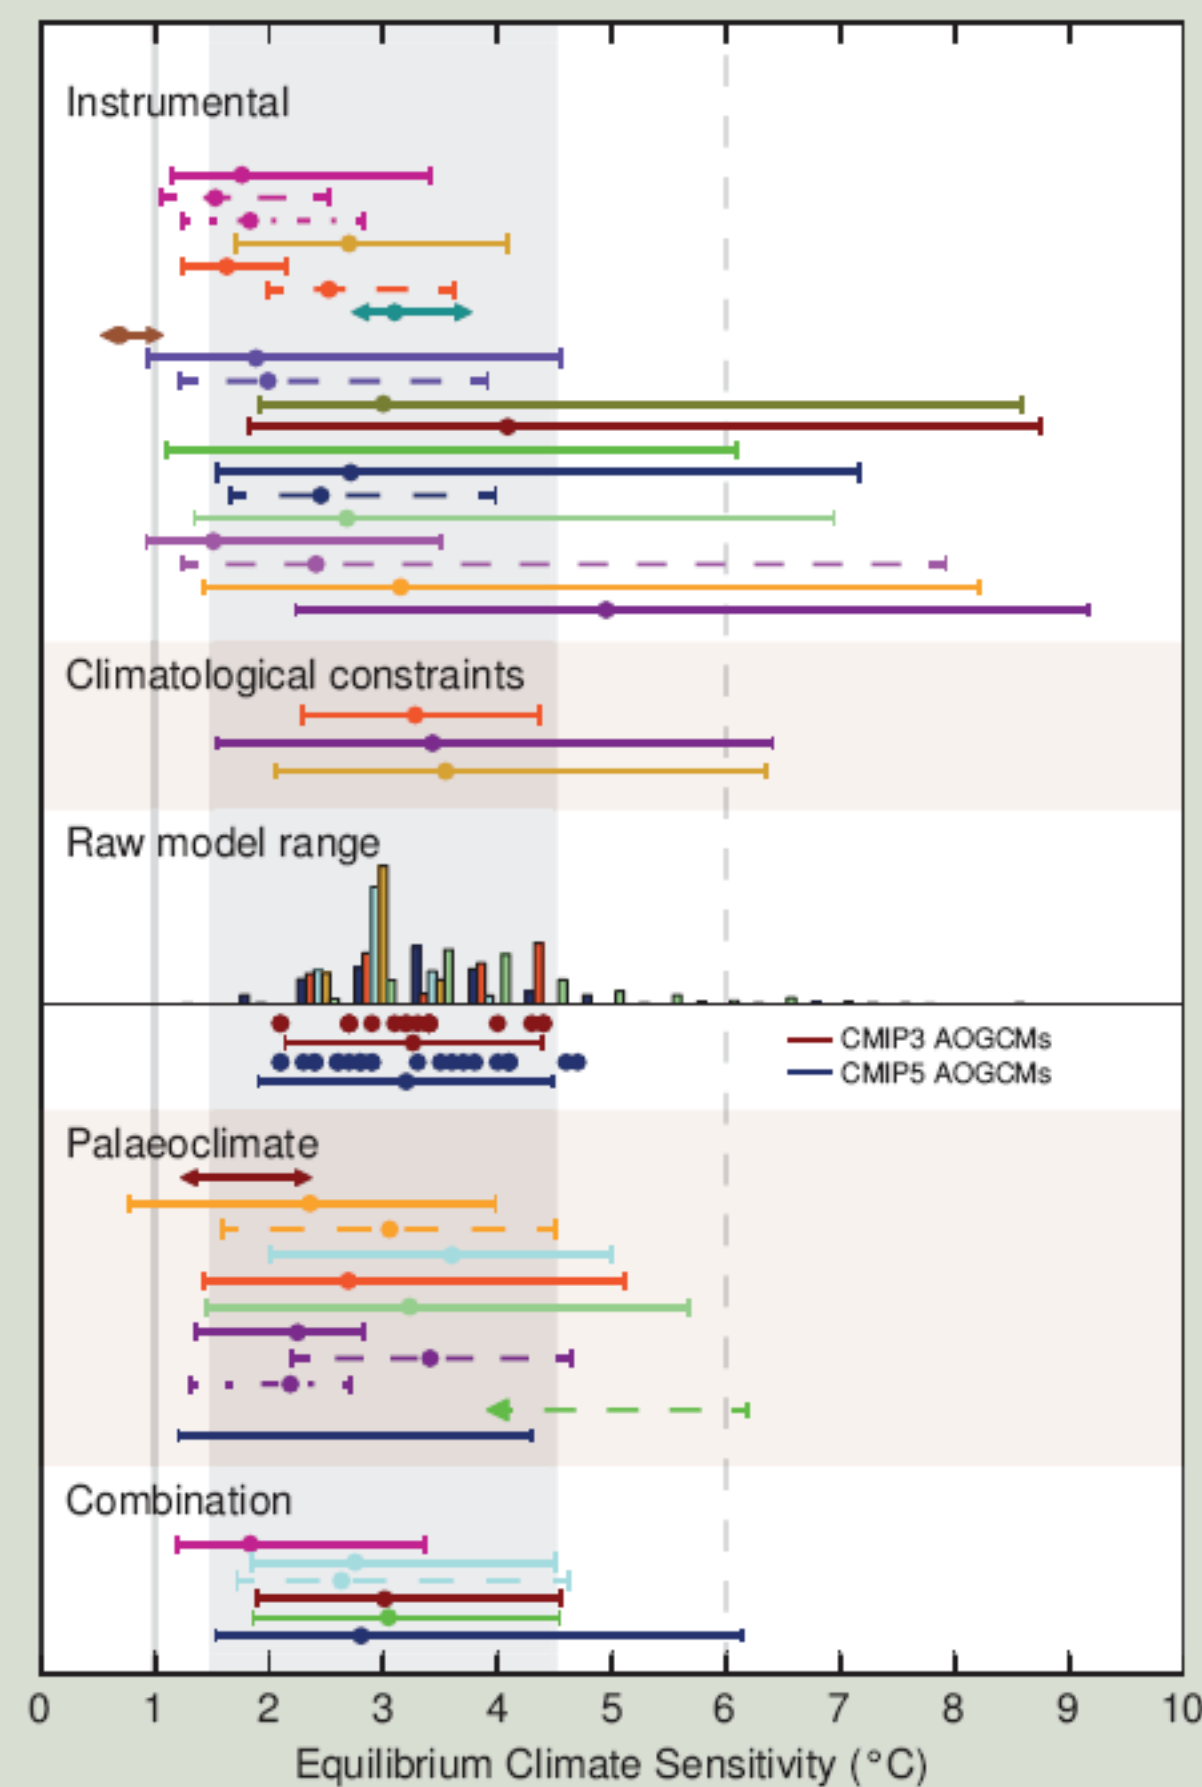 Instrumental
Climatological constraints
Raw model range
CMIP3 AOGCMs
CMIP5 AOGCMs
Palaeoclimate
Combination
0 1 2 3 4 5 6 7 8 9 10
Equilibrium Climate Sensitivity (°C)